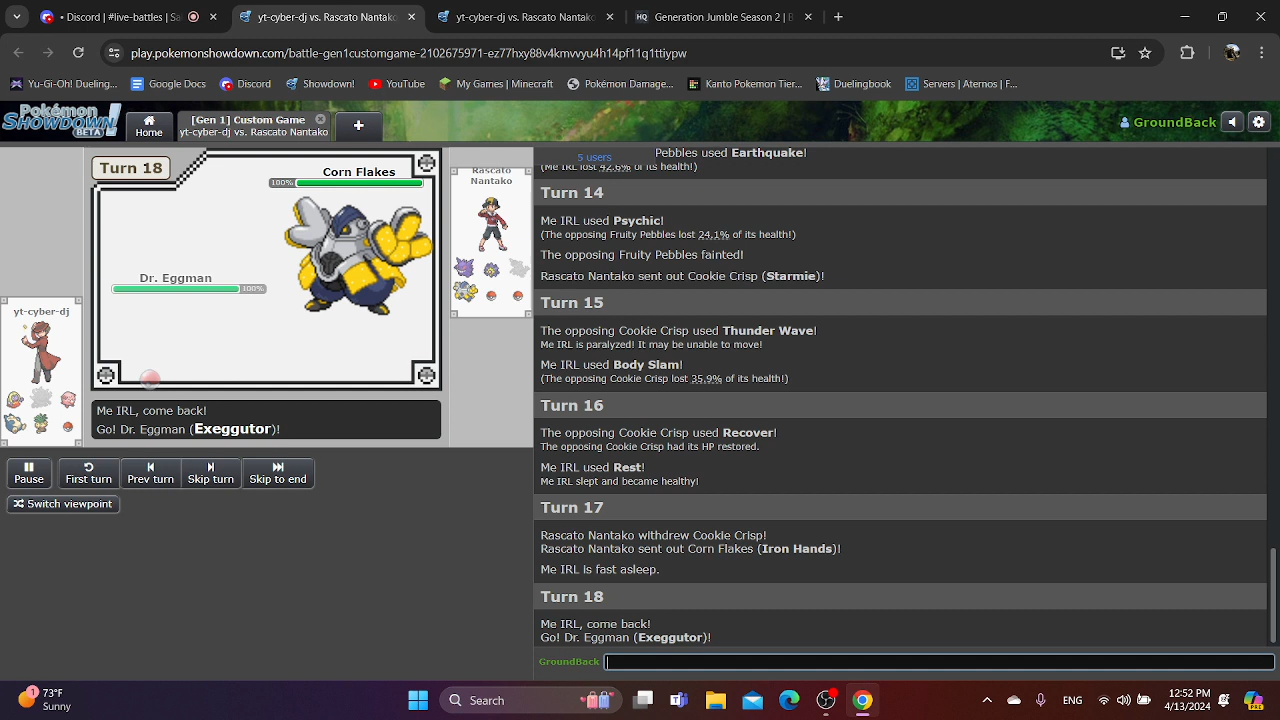 Discord | #live-battles | Sa
yt-cyber-dj vs. Rascato Nantako
yt-cyber-dj vs. Rascato Nantako
HQ Generation Jumble Season 2 | B
play.pokemonshowdown.com/battle-gen1customgame-2102675971-ez77hxy88v4kmvvyu4h14pf11q1ttiypw
Yu-Gi-Oh! Dueling...
Google Docs
Discord
Showdown!
YouTube
My Games | Minecraft
Pokémon Damage...
Kanto Pokemon Tier...
Duelingbook
Servers | Aternos | F...
Pokémon
Showdown!
BETA
Home
[Gen 1] Custom Game
yt-cyber-dj vs. Rascato Nantako
GroundBack
Turn 18
Corn Flakes
100%
Dr. Eggman
100%
yt-cyber-dj
Rascato
Nantako
Me IRL, come back!
Go! Dr. Eggman (Exeggutor)!
Pause
First turn
Prev turn
Skip turn
Skip to end
Switch viewpoint
5 users
Pebbles used Earthquake!
(Me IRL lost 42.6% of its health!)
Turn 14
Me IRL used Psychic!
(The opposing Fruity Pebbles lost 24.1% of its health!)
The opposing Fruity Pebbles fainted!
Rascato Nantako sent out Cookie Crisp (Starmie)!
Turn 15
The opposing Cookie Crisp used Thunder Wave!
Me IRL is paralyzed! It may be unable to move!
Me IRL used Body Slam!
(The opposing Cookie Crisp lost 35.9% of its health!)
Turn 16
The opposing Cookie Crisp used Recover!
The opposing Cookie Crisp had its HP restored.
Me IRL used Rest!
Me IRL slept and became healthy!
Turn 17
Rascato Nantako withdrew Cookie Crisp!
Rascato Nantako sent out Corn Flakes (Iron Hands)!
Me IRL is fast asleep.
Turn 18
Me IRL, come back!
Go! Dr. Eggman (Exeggutor)!
GroundBack
1
73°F
Sunny
Search
ENG
12:52 PM
4/13/2024
PRE